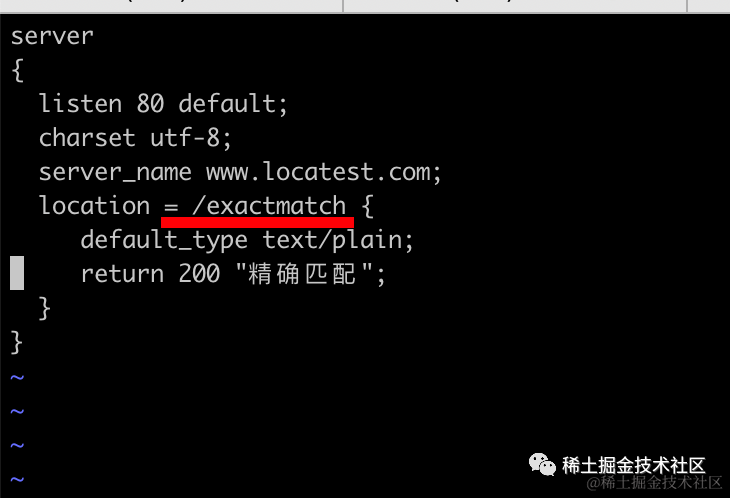 server
{
  listen 80 default;
  charset utf-8;
  server_name www.locatest.com;
  location = /exactmatch {
     default_type text/plain;
     return 200 "精确匹配";
  }
}
~
~
~
~
稀土掘金技术社区
@稀土掘金技术社区